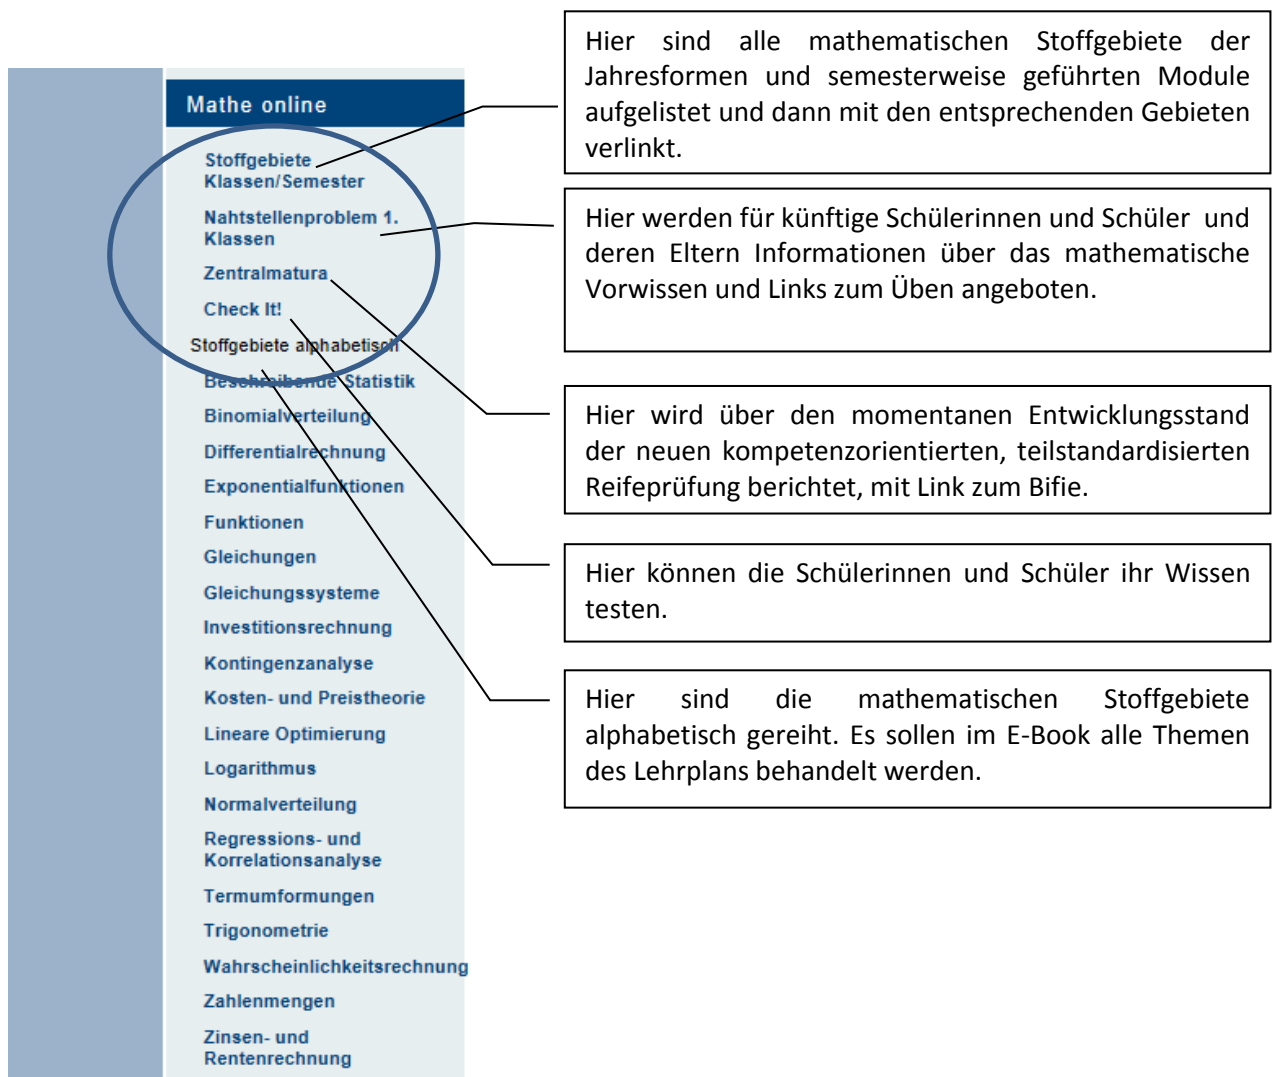 Mathe online
Stoffgebiete
Klassen/Semester
Nahtstellenproblem 1.
Klassen
Zentralmatura
Check It!
Stoffgebiete alphabetisch
Beschreibende Statistik
Binomialverteilung
Differentialrechnung
Exponentialfunktionen
Funktionen
Gleichungen
Gleichungssysteme
Investitionsrechnung
Kontingenzanalyse
Kosten- und Preistheorie
Lineare Optimierung
Logarithmus
Normalverteilung
Regressions- und
Korrelationsanalyse
Termumformungen
Trigonometrie
Wahrscheinlichkeitsrechnung
Zahlenmengen
Zinsen- und
Rentenrechnung
Hier sind alle mathematischen Stoffgebiete der
Jahresformen und semesterweise geführten Module
aufgelistet und dann mit den entsprechenden Gebieten
verlinkt.
Hier werden für künftige Schülerinnen und Schüler und
deren Eltern Informationen über das mathematische
Vorwissen und Links zum Üben angeboten.
Hier wird über den momentanen Entwicklungsstand
der neuen kompetenzorientierten, teilstandardisierten
Reifeprüfung berichtet, mit Link zum Bifie.
Hier können die Schülerinnen und Schüler ihr Wissen
testen.
Hier sind die mathematischen Stoffgebiete
alphabetisch gereiht. Es sollen im E-Book alle Themen
des Lehrplans behandelt werden.